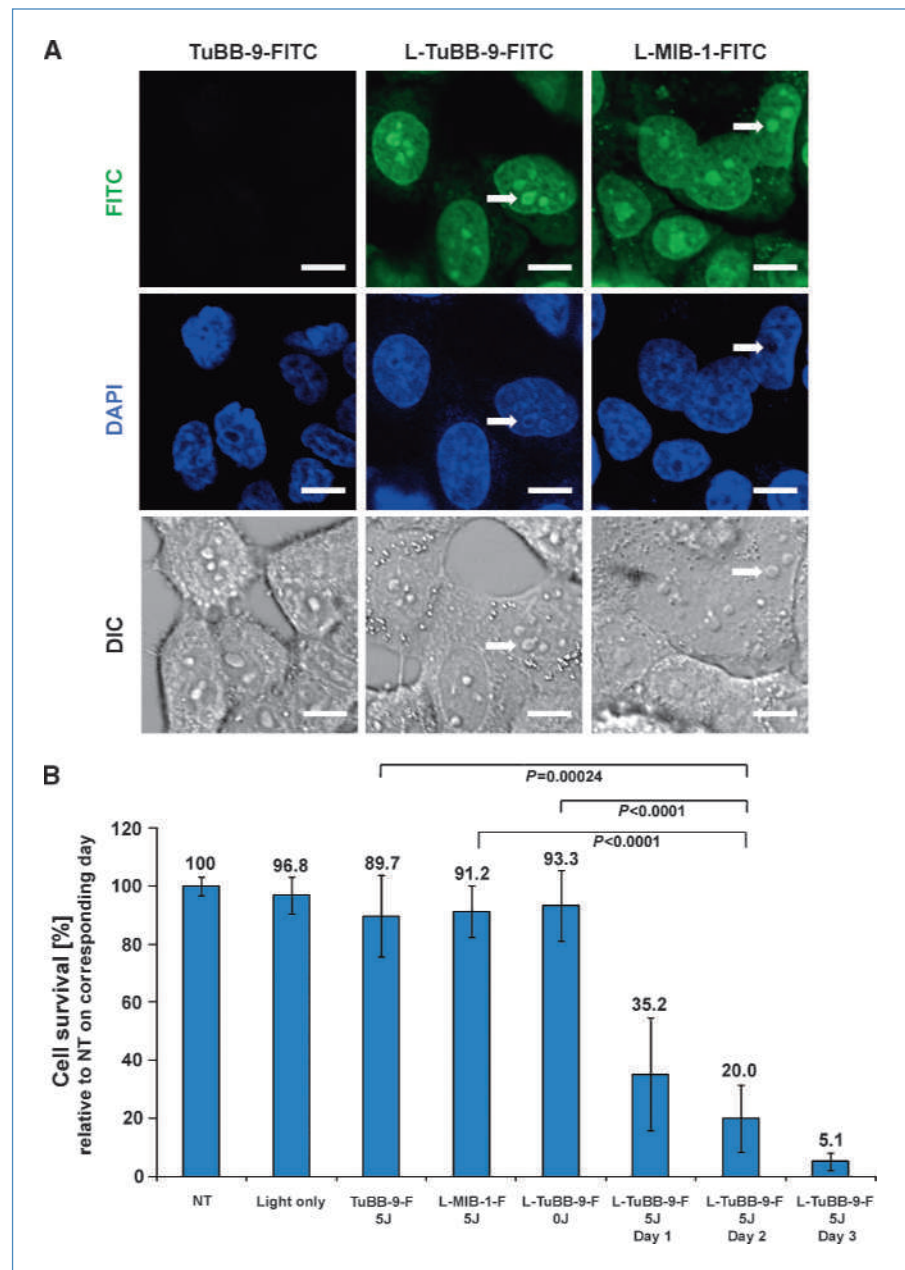 A
TuBB-9-FITC L-TuBB-9-FITC L-MIB-1-FITC
FITC
DAPI
DIC
B
P=0.00024
P<0.0001
P<0.0001
Cell survival [%]
relative to NT on corresponding day
120
100
80
60
40
20
0
100 96.8 89.7 91.2 93.3 35.2 20.0 5.1
NT Light only TuBB-9-F L-MIB-1-F L-TuBB-9-F L-TuBB-9-F L-TuBB-9-F L-TuBB-9-F
5J 5J 0J 5J 5J 5J
Day 1 Day 2 Day 3